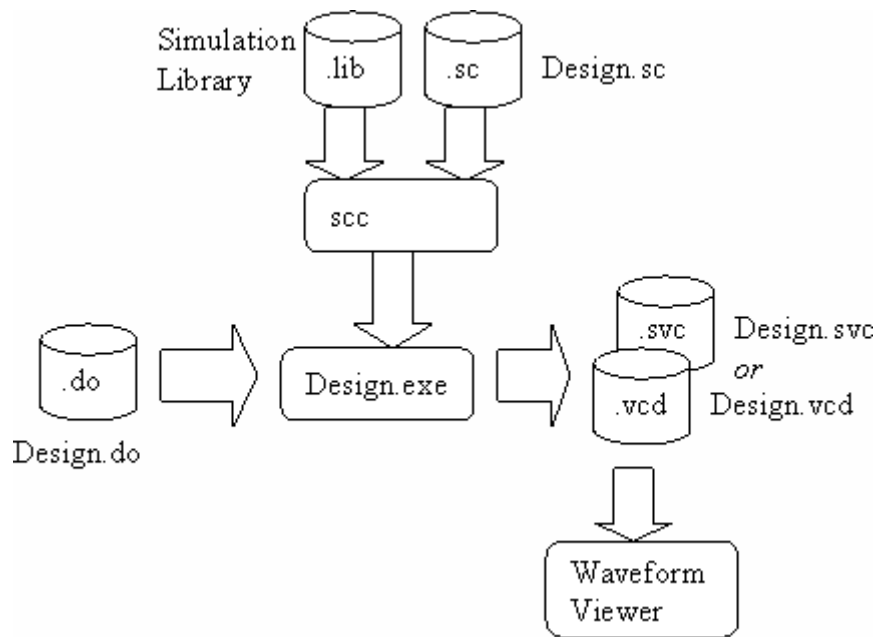 Simulation
Library
.lib
.sc
Design.sc
scc
.do
Design.do
Design.exe
.svc
Design.svc
or
.vcd
Design.vcd
Waveform
Viewer